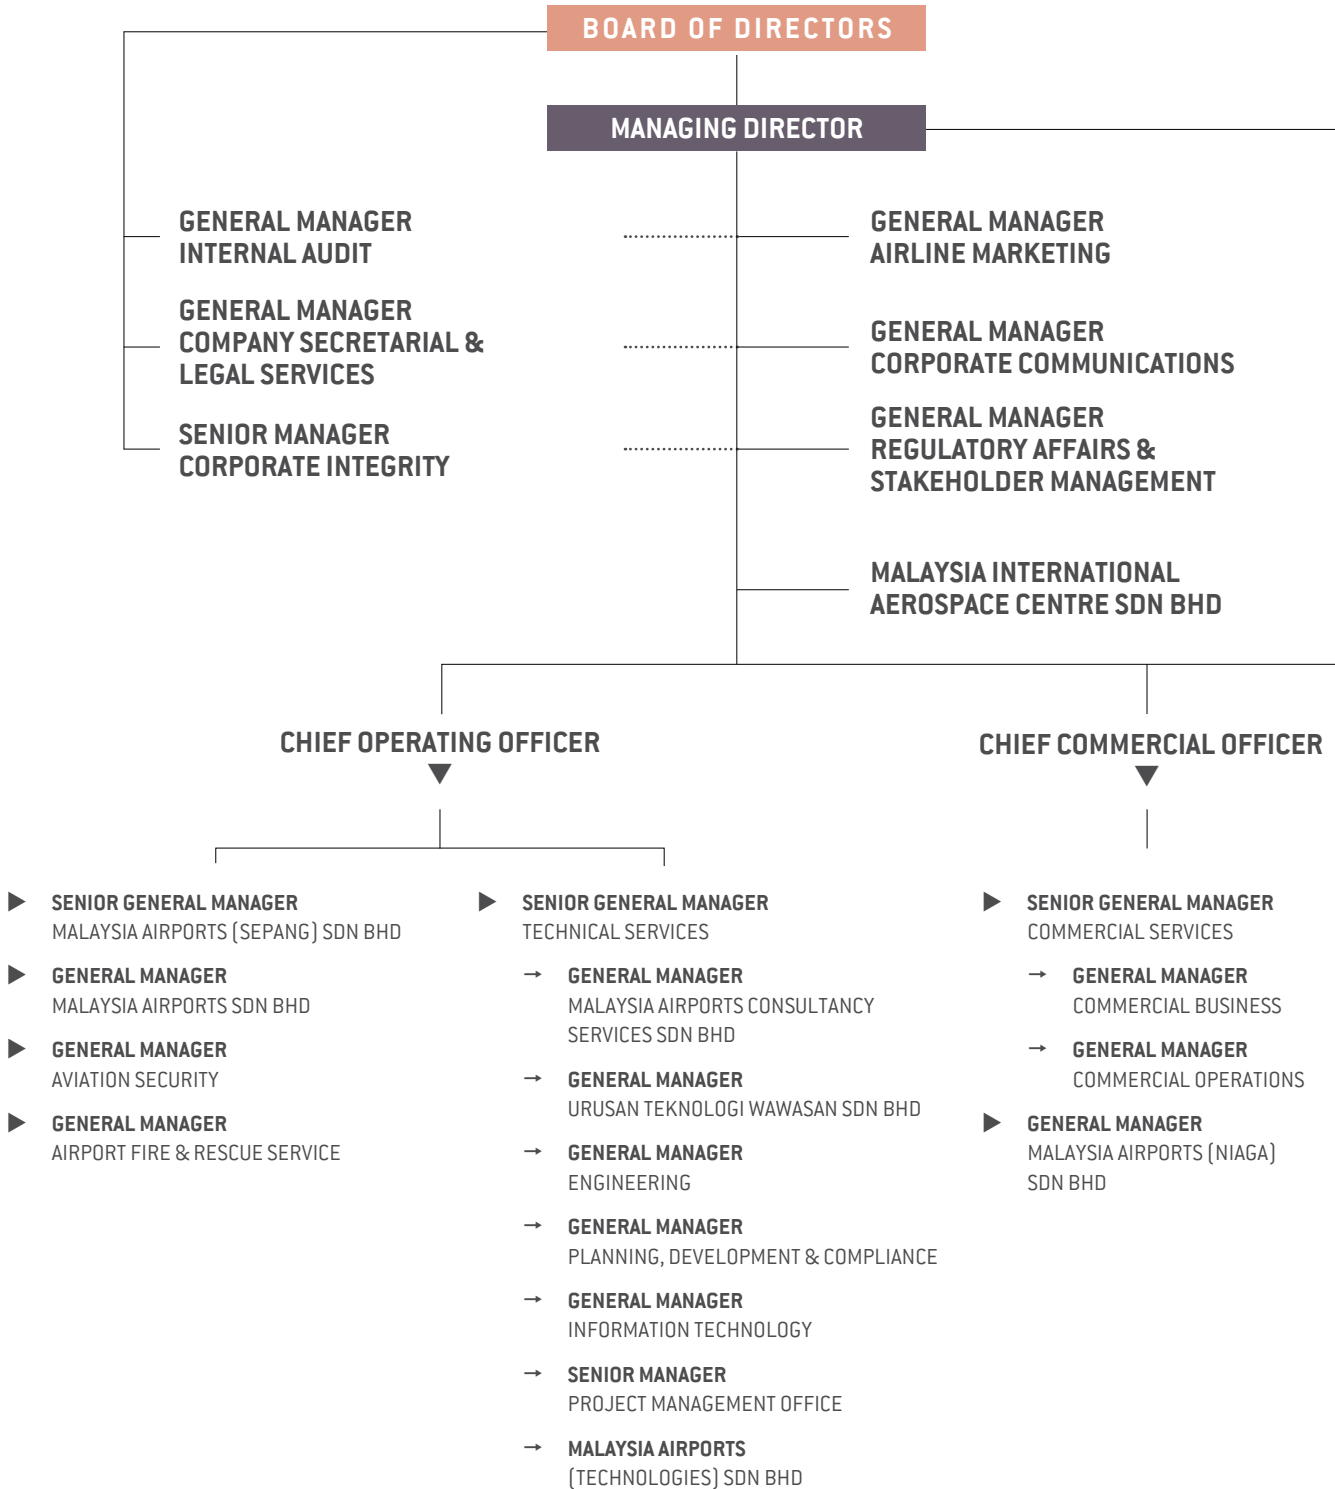 BOARD OF DIRECTORS
MANAGING DIRECTOR
GENERAL MANAGER
INTERNAL AUDIT
GENERAL MANAGER
COMPANY SECRETARIAL &
LEGAL SERVICES
SENIOR MANAGER
CORPORATE INTEGRITY
GENERAL MANAGER
AIRLINE MARKETING
GENERAL MANAGER
CORPORATE COMMUNICATIONS
GENERAL MANAGER
REGULATORY AFFAIRS &
STAKEHOLDER MANAGEMENT
MALAYSIA INTERNATIONAL
AEROSPACE CENTRE SDN BHD
CHIEF OPERATING OFFICER
SENIOR GENERAL MANAGER
MALAYSIA AIRPORTS (SEPANG) SDN BHD
GENERAL MANAGER
MALAYSIA AIRPORTS SDN BHD
GENERAL MANAGER
AVIATION SECURITY
GENERAL MANAGER
AIRPORT FIRE & RESCUE SERVICE
SENIOR GENERAL MANAGER
TECHNICAL SERVICES
GENERAL MANAGER
MALAYSIA AIRPORTS CONSULTANCY
SERVICES SDN BHD
GENERAL MANAGER
URUSAN TEKNOLOGI WAWASAN SDN BHD
GENERAL MANAGER
ENGINEERING
GENERAL MANAGER
PLANNING, DEVELOPMENT & COMPLIANCE
GENERAL MANAGER
INFORMATION TECHNOLOGY
SENIOR MANAGER
PROJECT MANAGEMENT OFFICE
MALAYSIA AIRPORTS
(TECHNOLOGIES) SDN BHD
CHIEF COMMERCIAL OFFICER
SENIOR GENERAL MANAGER
COMMERCIAL SERVICES
GENERAL MANAGER
COMMERCIAL BUSINESS
GENERAL MANAGER
COMMERCIAL OPERATIONS
GENERAL MANAGER
MALAYSIA AIRPORTS (NIAGA)
SDN BHD